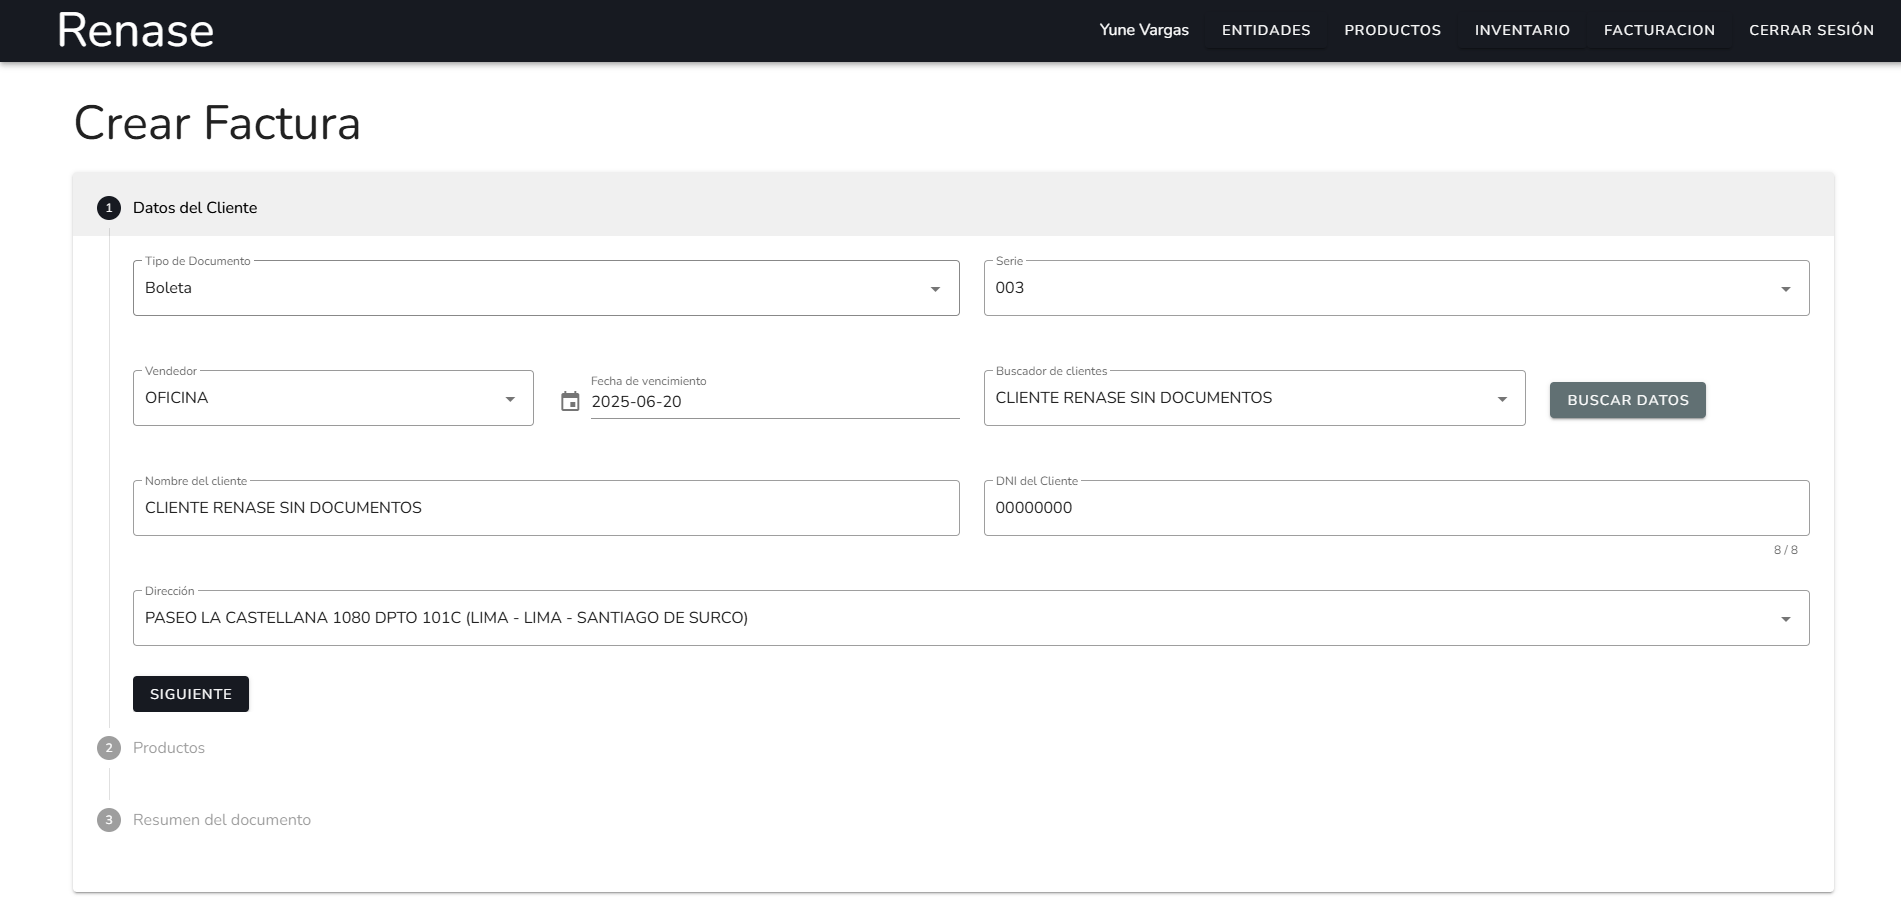 Renase
Yune Vargas ENTIDADES PRODUCTOS INVENTARIO FACTURACION CERRAR SESIÓN
Crear Factura
1 Datos del Cliente
Tipo de Documento
Boleta
Serie
003
Vendedor
OFICINA
Fecha de vencimiento
2025-06-20
Buscador de clientes
CLIENTE RENASE SIN DOCUMENTOS
BUSCAR DATOS
Nombre del cliente
CLIENTE RENASE SIN DOCUMENTOS
DNI del Cliente
00000000
8 / 8
Dirección
PASEO LA CASTELLANA 1080 DPTO 101C (LIMA - LIMA - SANTIAGO DE SURCO)
SIGUIENTE
2 Productos
3 Resumen del documento